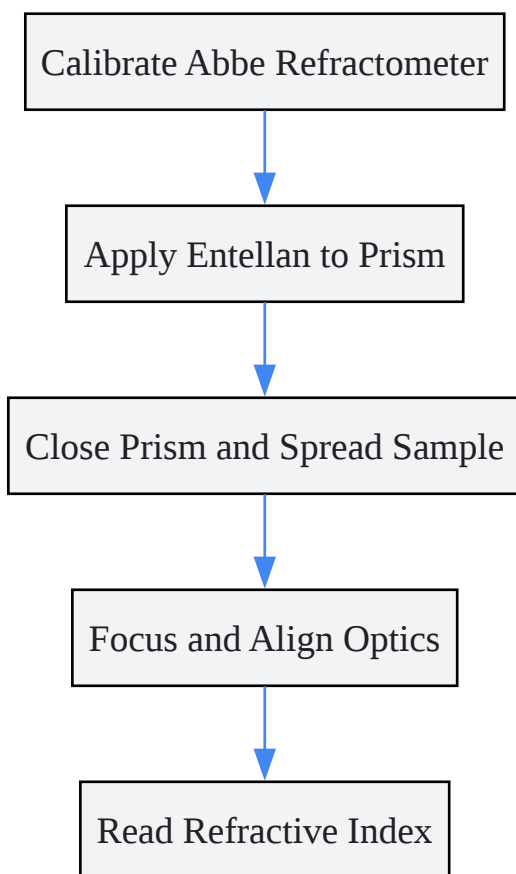 Calibrate Abbe Refractometer
Apply Entellan to Prism
Close Prism and Spread Sample
Focus and Align Optics
Read Refractive Index